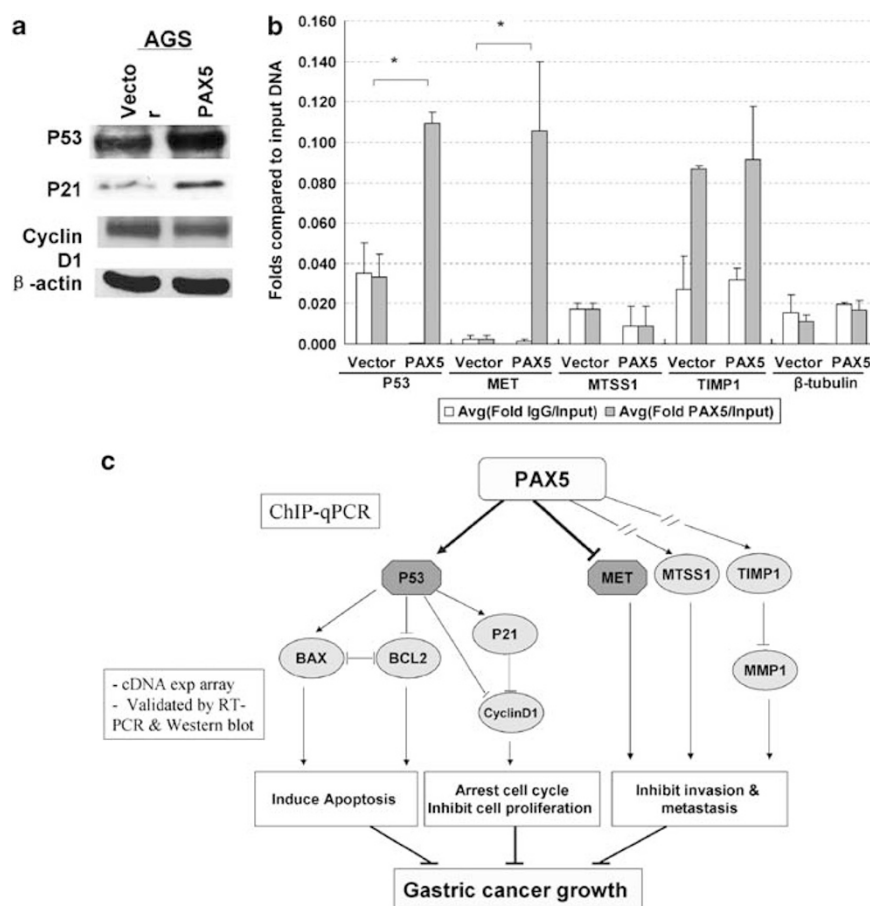 a
AGS
Vecto
r
PAX5
P53
P21
Cyclin
D1
β-actin
b
Folds compared to input DNA
0.160
0.140
0.120
0.100
0.080
0.060
0.040
0.020
0.000
*
*
Vector PAX5 Vector PAX5 Vector PAX5 Vector PAX5 Vector PAX5
P53 MET MTSS1 TIMP1 β-tubulin
Avg(Fold IgG/Input) Avg(Fold PAX5/Input)
c
PAX5
ChIP-qPCR
P53 MET MTSS1 TIMP1
P21
BAX BCL2 MMP1
CyclinD1
- cDNA exp array
- Validated by RT-
PCR & Western blot
Induce Apoptosis
Arrest cell cycle
Inhibit cell proliferation
Inhibit invasion &
metastasis
Gastric cancer growth